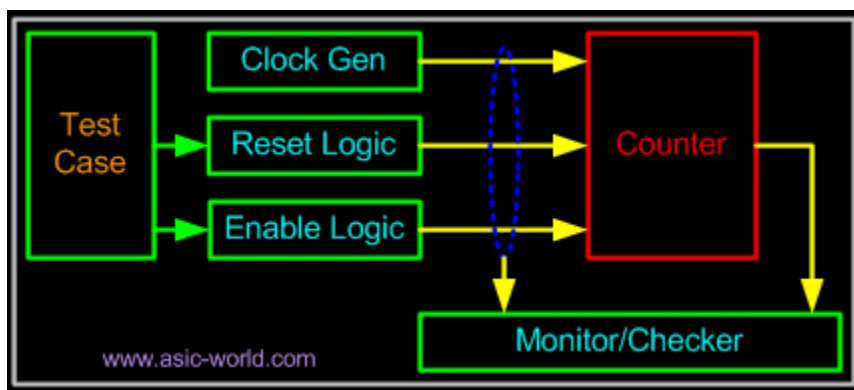 Test
Case
Clock Gen
Reset Logic
Enable Logic
Counter
Monitor/Checker
www.asic-world.com